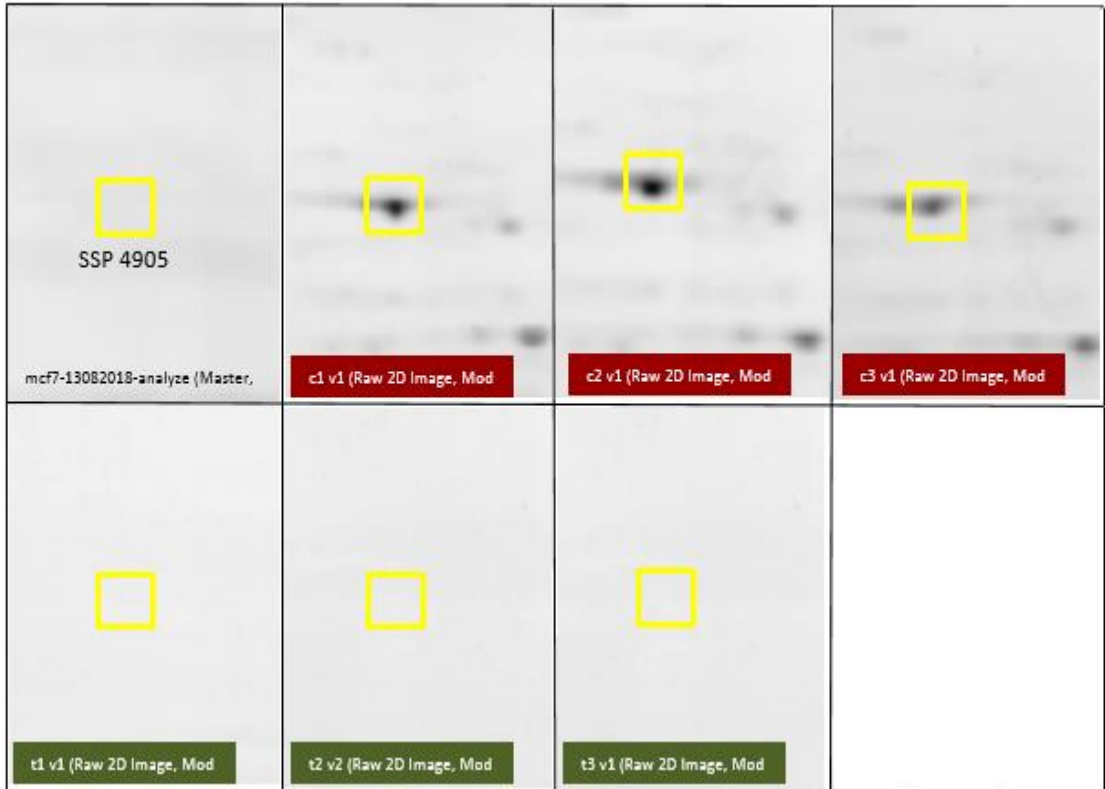 SSP 4905
mcf7-13082018-analyze (Master,
c1 v1 (Raw 2D Image, Mod
c2 v1 (Raw 2D Image, Mod
c3 v1 (Raw 2D Image, Mod
t1 v1 (Raw 2D Image, Mod
t2 v2 (Raw 2D Image, Mod
t3 v1 (Raw 2D Image, Mod